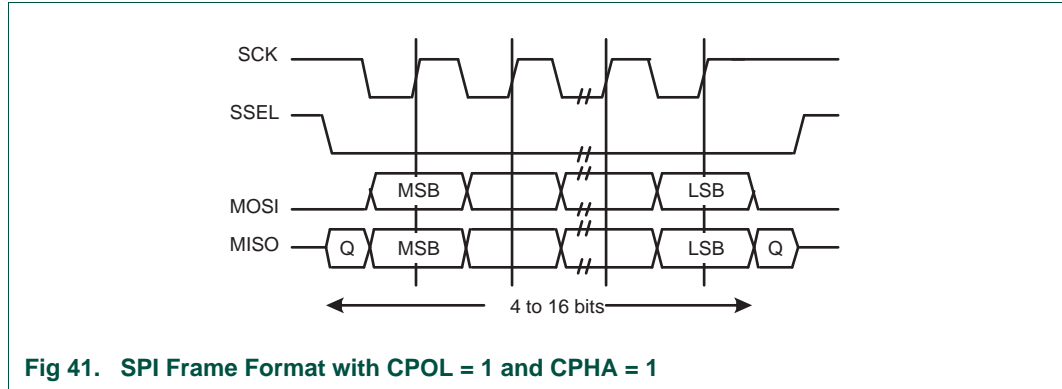 SCK
SSEL
MOSI MSB LSB
MISO Q MSB LSB Q
4 to 16 bits
Fig 41. SPI Frame Format with CPOL = 1 and CPHA = 1